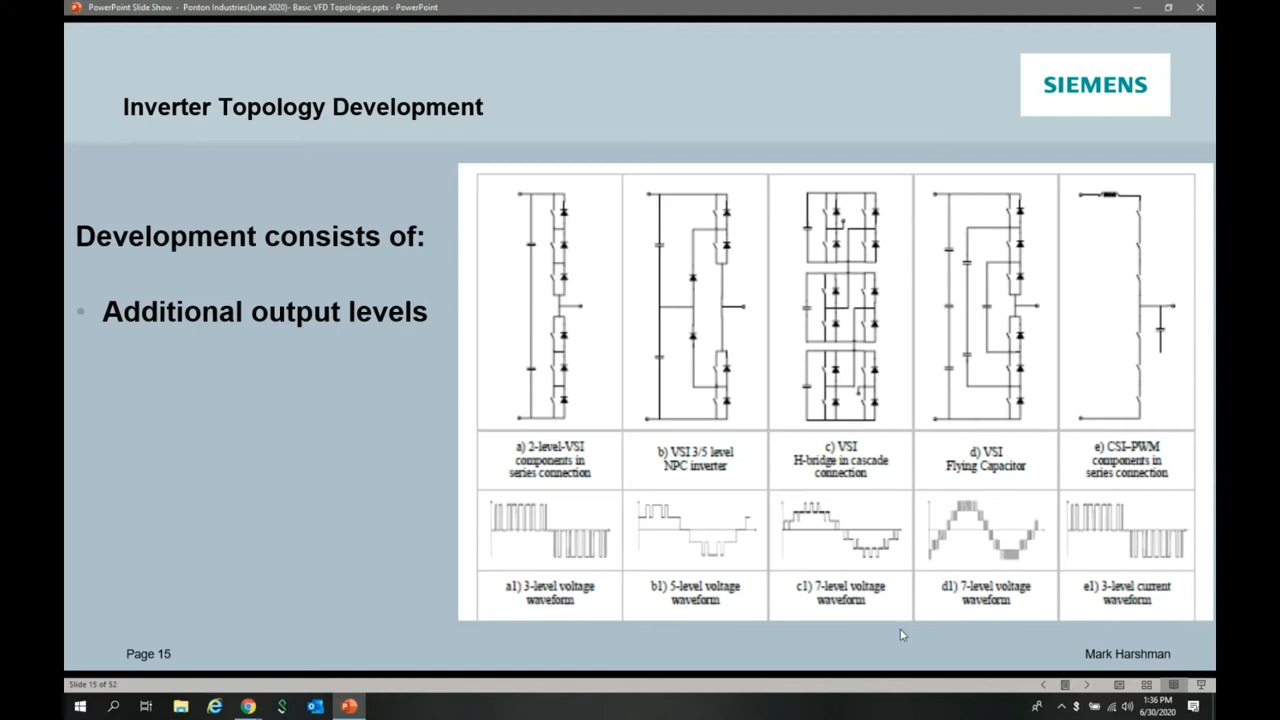 PowerPoint Slide Show - Ponton Industries(June 2020)- Basic VFD Topologies.pptx - PowerPoint
SIEMENS
Inverter Topology Development
Development consists of:
• Additional output levels
a) 2-level-VSI
components in
series connection
b) VSI 3/5 level
NPC inverter
c) VSI
H-bridge in cascade
connection
d) VSI
Flying Capacitor
e) CSI–PWM
components in
series connection
a1) 3-level voltage
waveform
b1) 5-level voltage
waveform
c1) 7-level voltage
waveform
d1) 7-level voltage
waveform
e1) 3-level current
waveform
Page 15
Mark Harshman
Slide 15 of 52
1:36 PM
6/30/2020